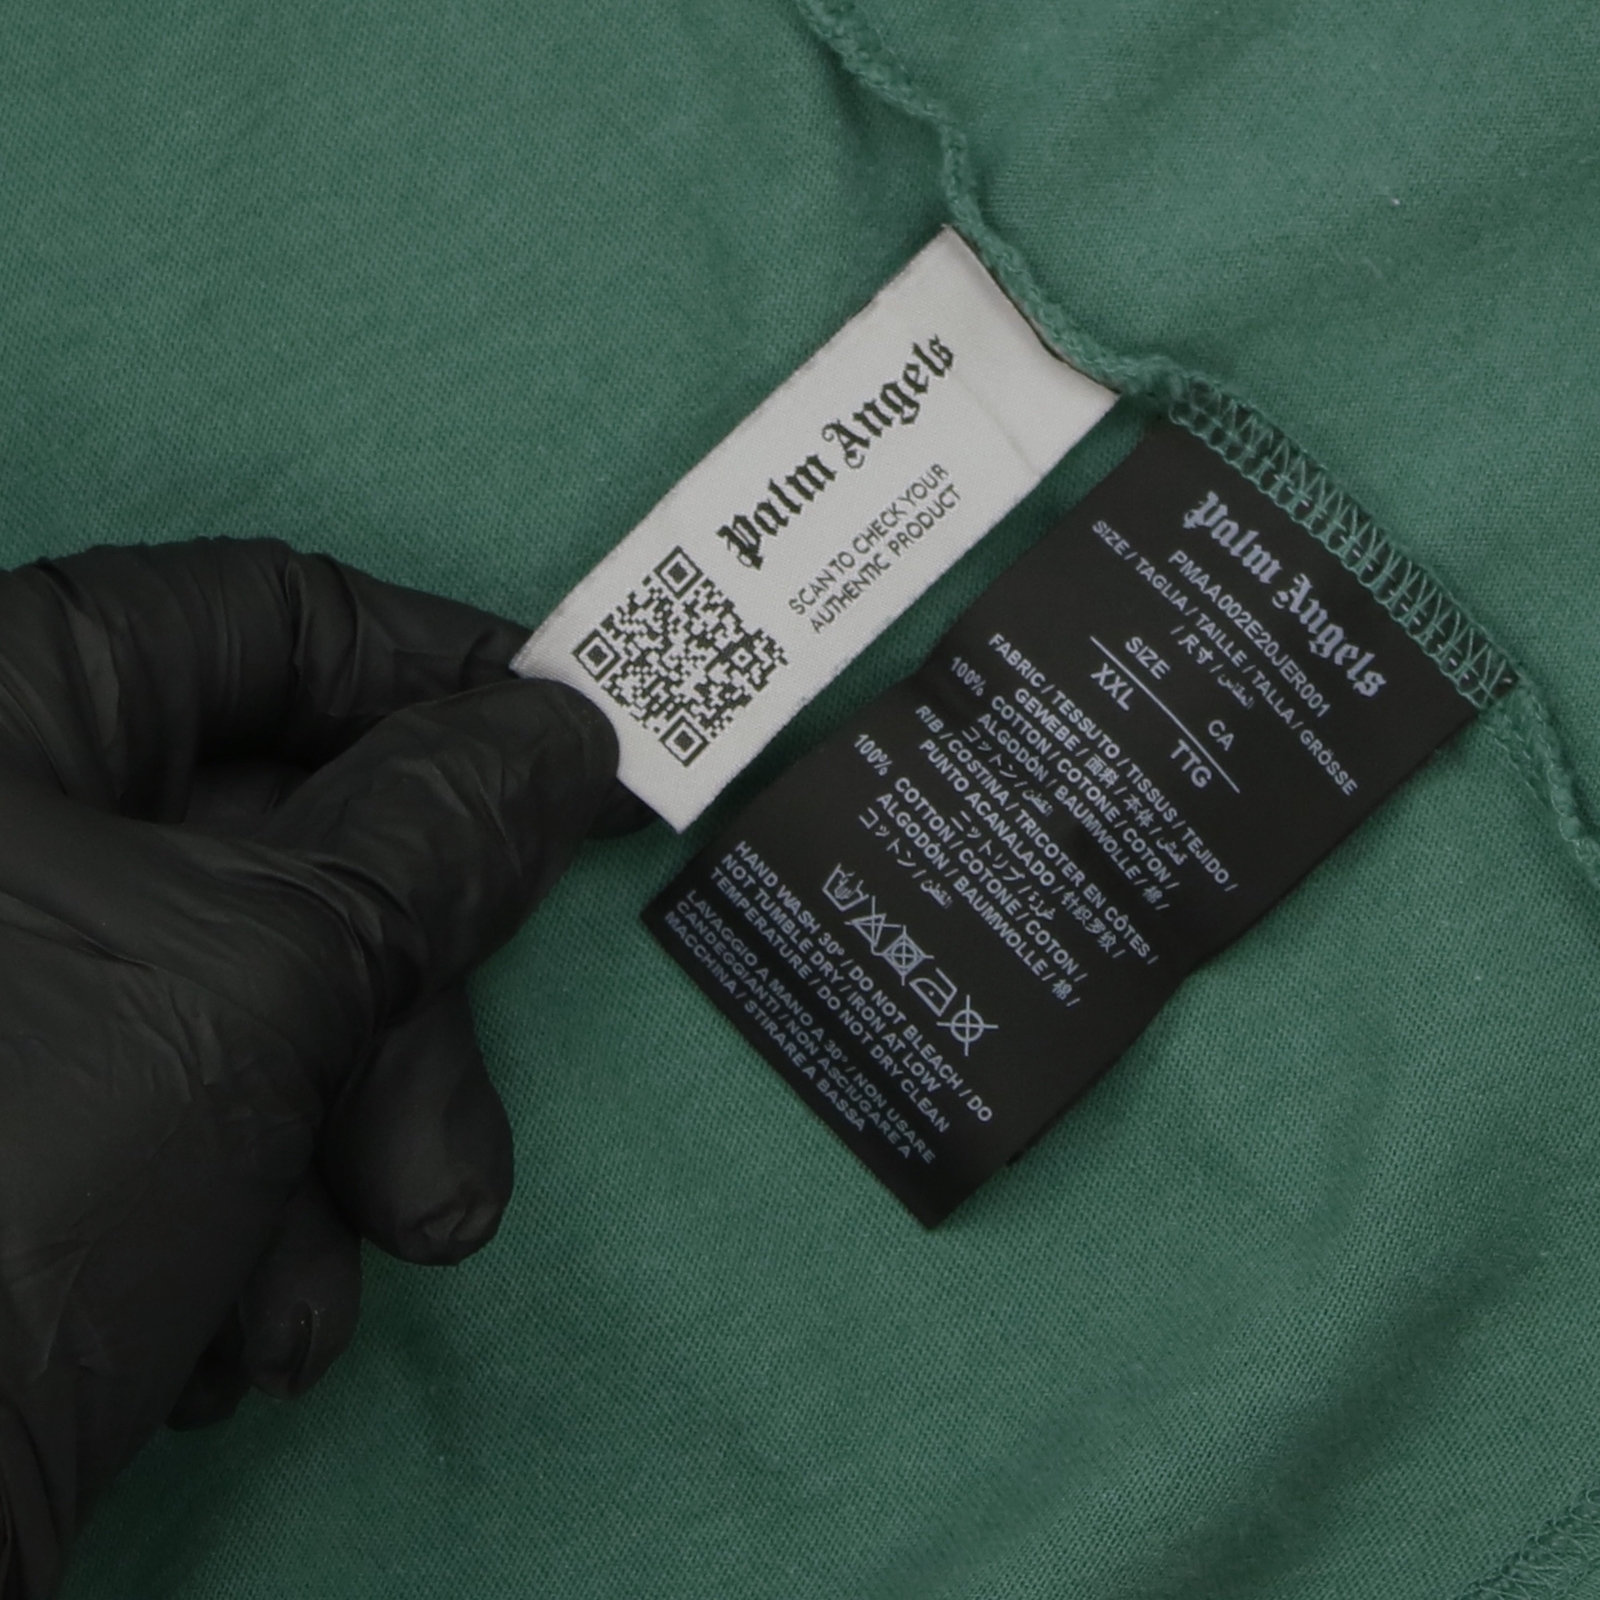 Palm Angels
SCAN TO CHECK YOUR
AUTHENTIC PRODUCT
Palm Angels
PMAA002E20JER001
SIZE / TAGLIA / TAILLE / TALLA / GRÖSSE
/ 尺寸 /
SIZE CA
XXL TTG
FABRIC / TESSUTO / TISSUS / TEJIDO /
GEWEBE / 面料 / 本体 /
100% COTTON / COTONE / COTON /
ALGODÓN / BAUMWOLLE / 棉 /
コットン /
RIB / COSTINA / TRICOTER EN CÔTES /
PUNTO ACANALADO / 针织罗纹 /
ニットリブ /
100% COTTON / COTONE / COTON /
ALGODÓN / BAUMWOLLE / 棉 /
コットン /
HAND WASH 30° / DO NOT BLEACH / DO
NOT TUMBLE DRY / IRON AT LOW
TEMPERATURE / DO NOT DRY CLEAN
LAVAGGIO A MANO A 30° / NON USARE
CANDEGGIANTI / NON ASCIUGARE A
MACCHINA / STIRARE A BASSA